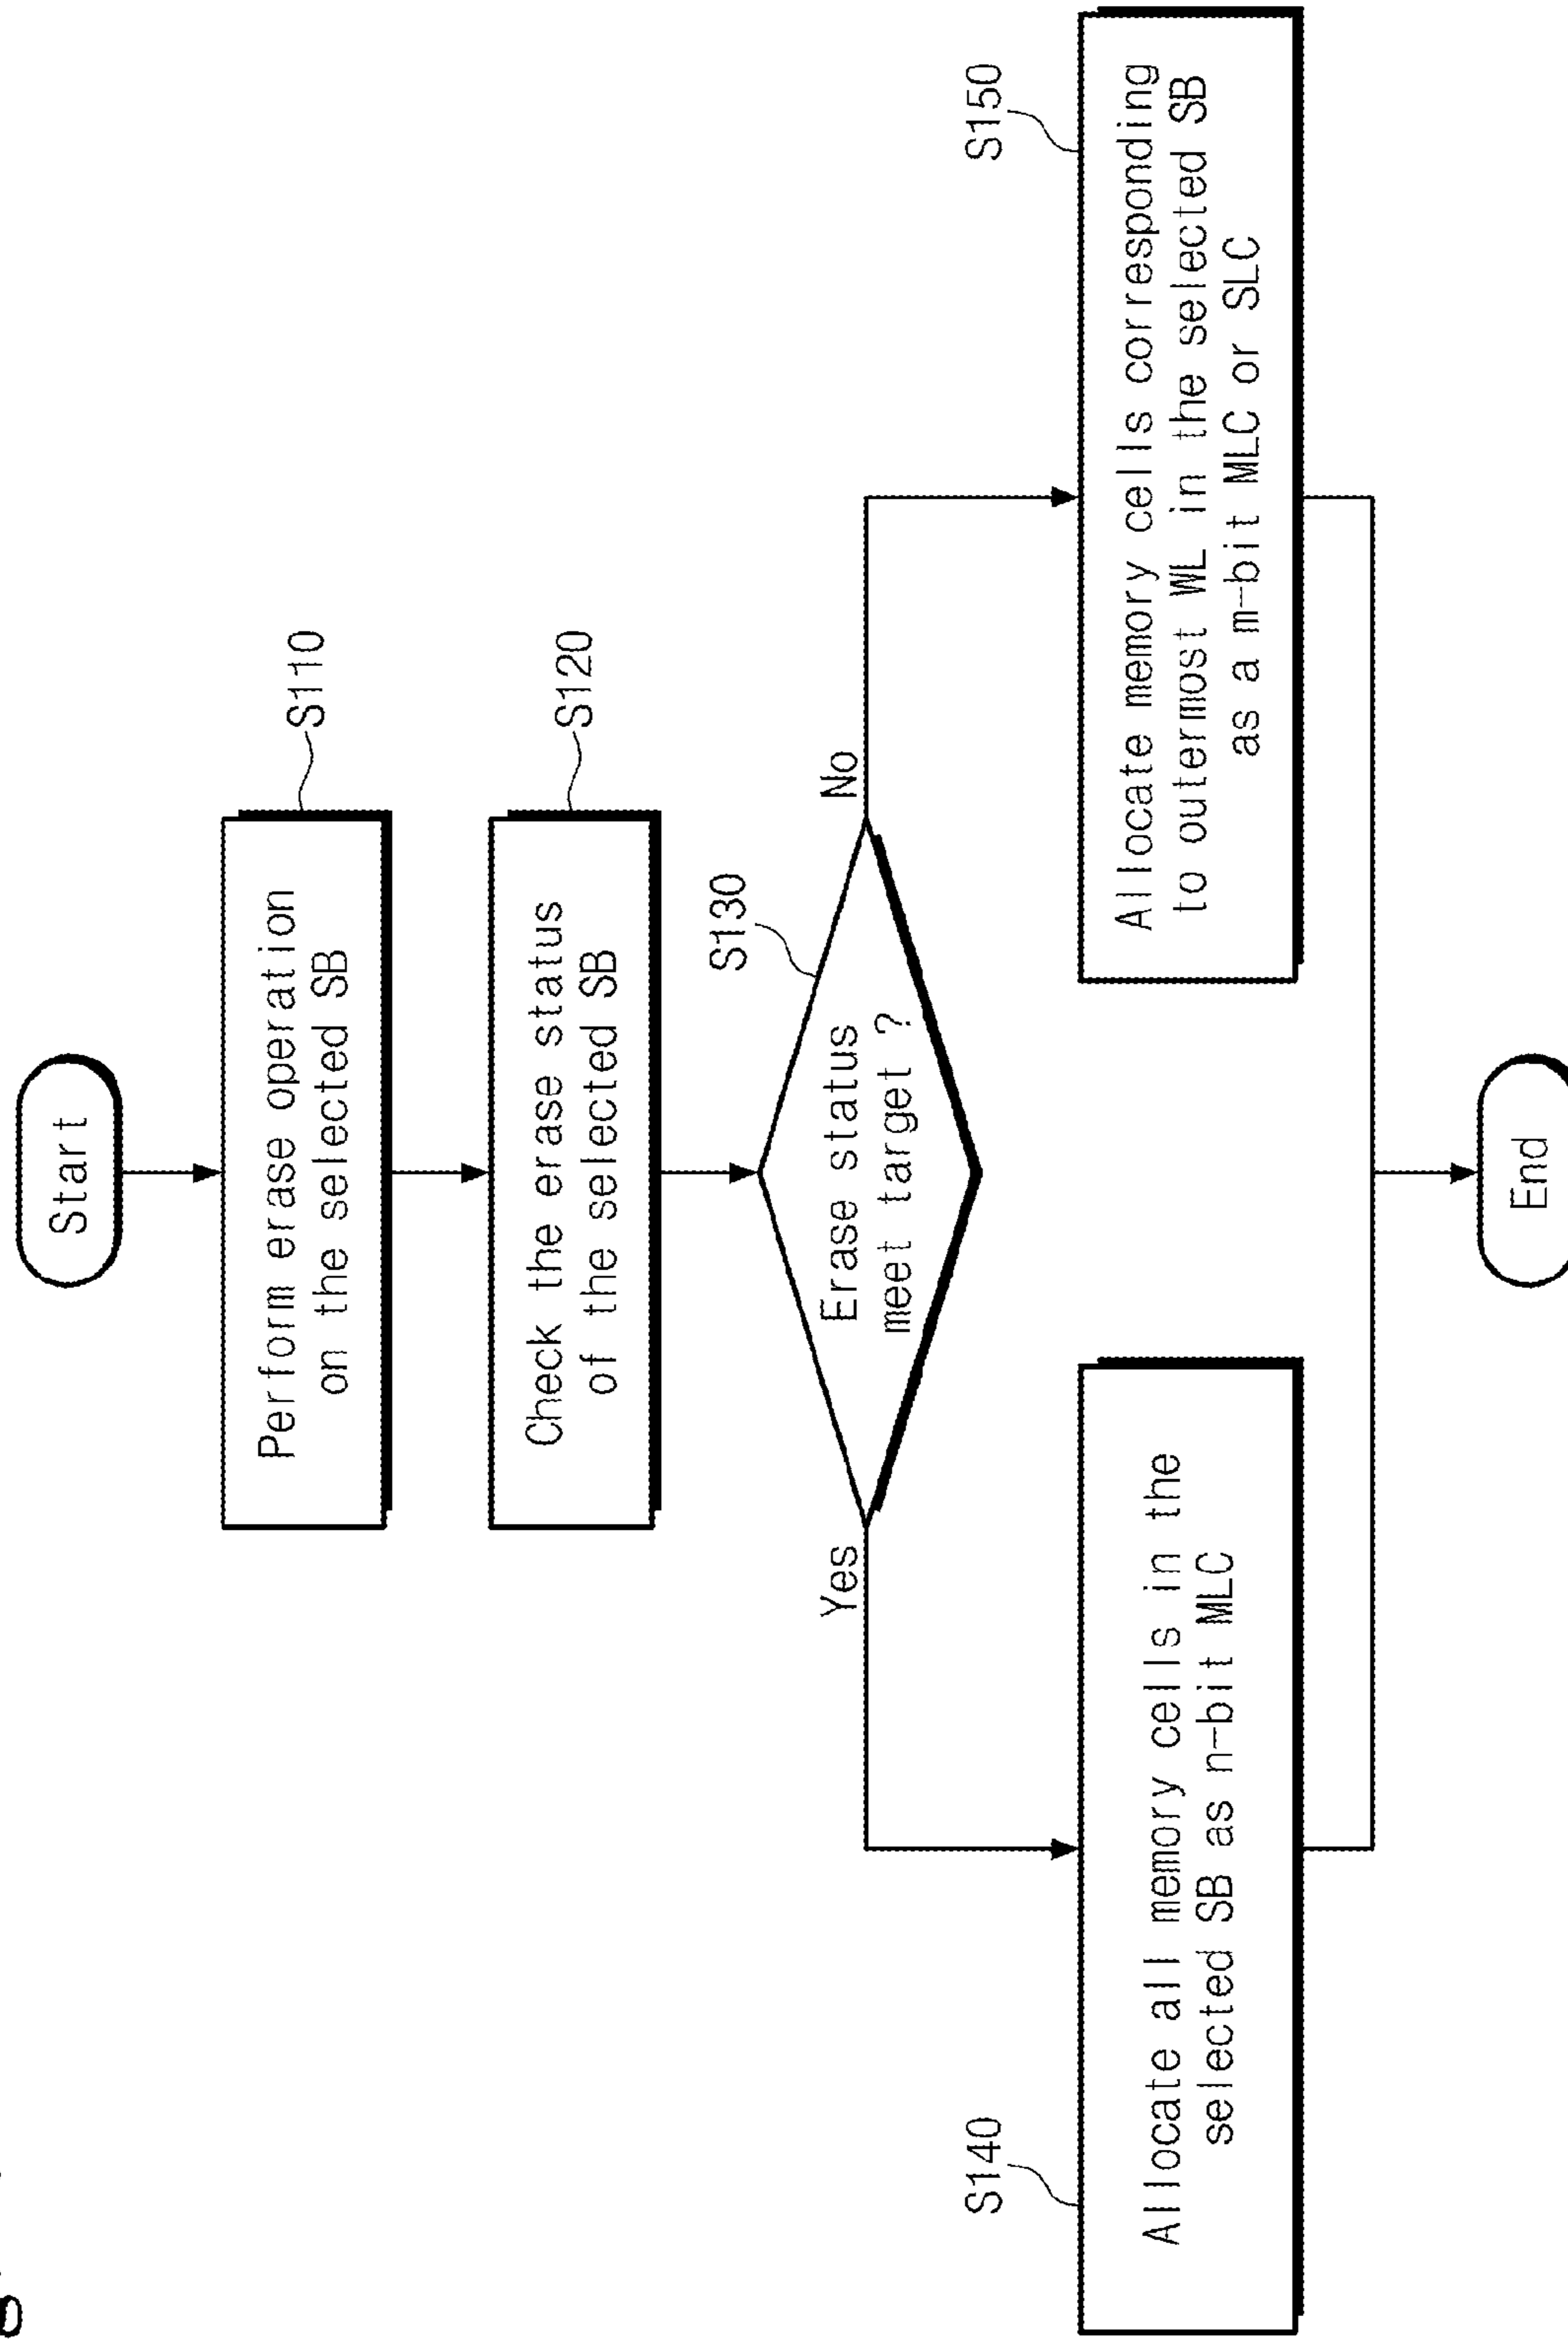 Start
Perform erase operation
on the selected SB
S110
Check the erase status
of the selected SB
S120
S130
Erase status
meet target ?
Yes
No
S140
Allocate all memory cells in the
selected SB as n-bit MLC
S150
Allocate memory cells corresponding
to outermost WL in the selected SB
as a m-bit MLC or SLC
End